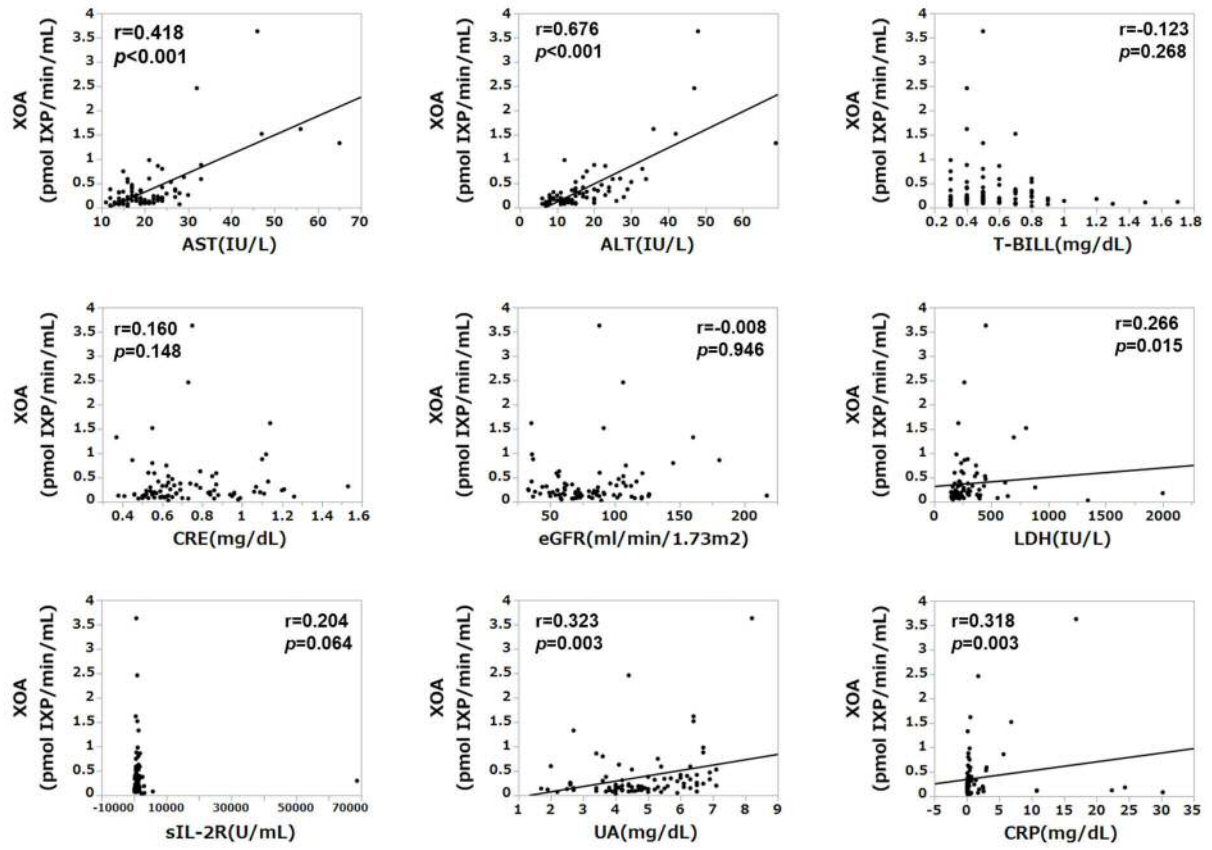 r=0.418
p<0.001
XOA
(pmol IXP/min/mL)
4
3.5
3
2.5
2
1.5
1
0.5
0
10 20 30 40 50 60 70
AST(IU/L)
r=0.676
p<0.001
XOA
(pmol IXP/min/mL)
4
3.5
3
2.5
2
1.5
1
0.5
0
0 20 40 60
ALT(IU/L)
r=-0.123
p=0.268
XOA
(pmol IXP/min/mL)
4
3.5
3
2.5
2
1.5
1
0.5
0
0.2 0.4 0.6 0.8 1 1.2 1.4 1.6 1.8
T-BILL(mg/dL)
r=0.160
p=0.148
XOA
(pmol IXP/min/mL)
4
3.5
3
2.5
2
1.5
1
0.5
0
0.4 0.6 0.8 1 1.2 1.4 1.6
CRE(mg/dL)
r=-0.008
p=0.946
XOA
(pmol IXP/min/mL)
4
3.5
3
2.5
2
1.5
1
0.5
0
50 100 150 200
eGFR(ml/min/1.73m2)
r=0.266
p=0.015
XOA
(pmol IXP/min/mL)
4
3.5
3
2.5
2
1.5
1
0.5
0
0 500 1000 1500 2000
LDH(IU/L)
r=0.204
p=0.064
XOA
(pmol IXP/min/mL)
4
3.5
3
2.5
2
1.5
1
0.5
0
-10000 10000 30000 50000 70000
sIL-2R(U/mL)
r=0.323
p=0.003
XOA
(pmol IXP/min/mL)
4
3.5
3
2.5
2
1.5
1
0.5
0
1 2 3 4 5 6 7 8 9
UA(mg/dL)
r=0.318
p=0.003
XOA
(pmol IXP/min/mL)
4
3.5
3
2.5
2
1.5
1
0.5
0
-5 0 5 10 15 20 25 30 35
CRP(mg/dL)